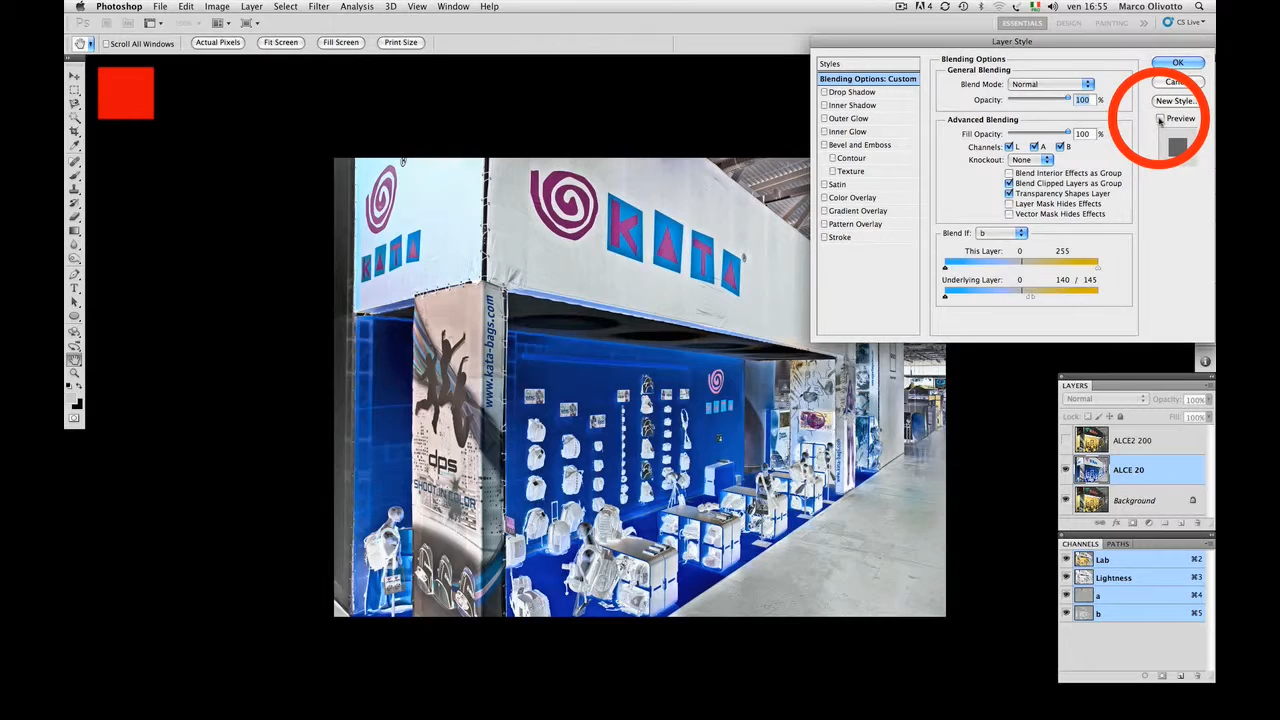 Photoshop File Edit Image Layer Select Filter Analysis 3D View Window Help
4 ven 16:55 Marco Olivotto
Ps ESSENTIALS DESIGN PAINTING CS Live
Scroll All Windows Actual Pixels Fit Screen Fill Screen Print Size
Layer Style
Styles
Blending Options: Custom
Drop Shadow
Inner Shadow
Outer Glow
Inner Glow
Bevel and Emboss
Contour
Texture
Satin
Color Overlay
Gradient Overlay
Pattern Overlay
Stroke
Blending Options
General Blending
Blend Mode: Normal
Opacity: 100 %
Advanced Blending
Fill Opacity: 100 %
Channels: L A B
Knockout: None
Blend Interior Effects as Group
Blend Clipped Layers as Group
Transparency Shapes Layer
Layer Mask Hides Effects
Vector Mask Hides Effects
Blend If: b
This Layer: 0 255
Underlying Layer: 0 140 / 145
OK
New Style...
Preview
KATA
KATA
www.kata-bags.com
dps
SHOOT IN COLOR
LAYERS
Normal Opacity: 100%
Lock: Fill: 100%
ALCE2 200
ALCE 20
Background
CHANNELS PATHS
Lab ⌘2
Lightness ⌘3
a ⌘4
b ⌘5